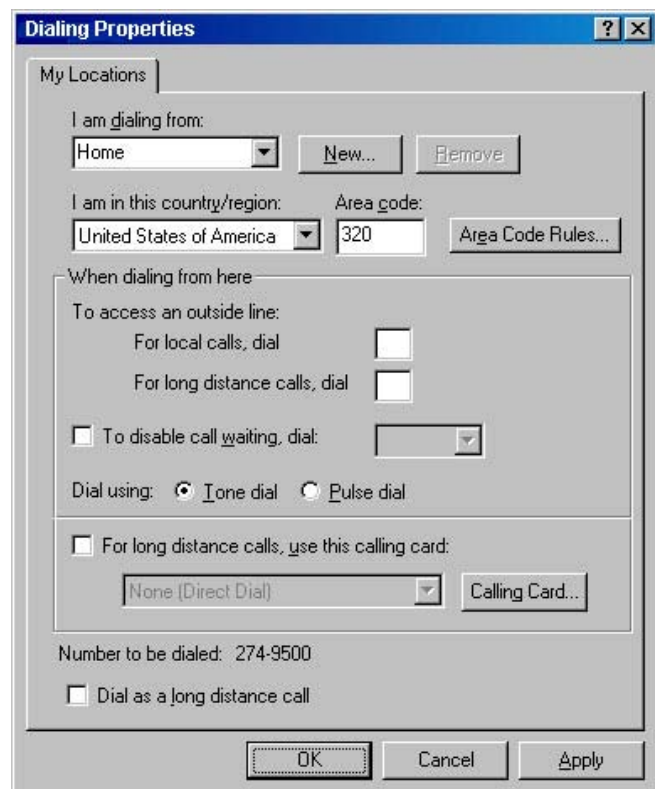 Dialing Properties
My Locations
I am dialing from:
Home New... Remove
I am in this country/region: Area code:
United States of America 320 Area Code Rules...
When dialing from here
To access an outside line:
For local calls, dial
For long distance calls, dial
To disable call waiting, dial:
Dial using: Tone dial Pulse dial
For long distance calls, use this calling card:
None (Direct Dial) Calling Card...
Number to be dialed: 274-9500
Dial as a long distance call
OK Cancel Apply